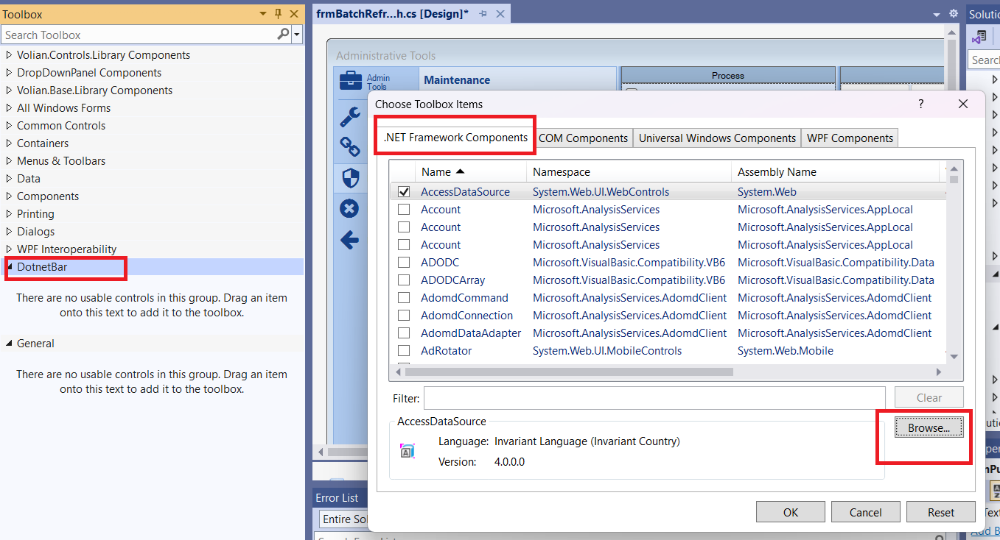 Toolbox
Search Toolbox
Volian.Controls.Library Components
DropDownPanel Components
Volian.Base.Library Components
All Windows Forms
Common Controls
Containers
Menus & Toolbars
Data
Components
Printing
Dialogs
WPF Interoperability
DotnetBar
There are no usable controls in this group. Drag an item
onto this text to add it to the toolbox.
General
There are no usable controls in this group. Drag an item
onto this text to add it to the toolbox.
frmBatchRefr...h.cs [Design]*
Administrative Tools
Admin
Tools
Maintenance
Process
Choose Toolbox Items
?
.NET Framework Components
COM Components
Universal Windows Components
WPF Components
Name Namespace Assembly Name
AccessDataSource System.Web.UI.WebControls System.Web
Account Microsoft.AnalysisServices Microsoft.AnalysisServices.AppLocal
Account Microsoft.AnalysisServices Microsoft.AnalysisServices.AppLocal
Account Microsoft.AnalysisServices Microsoft.AnalysisServices.AppLocal
ADODC Microsoft.VisualBasic.Compatibility.VB6 Microsoft.VisualBasic.Compatibility.Data
ADODCArray Microsoft.VisualBasic.Compatibility.VB6 Microsoft.VisualBasic.Compatibility.Data
AdomdCommand Microsoft.AnalysisServices.AdomdClient Microsoft.AnalysisServices.AdomdClient
AdomdConnection Microsoft.AnalysisServices.AdomdClient Microsoft.AnalysisServices.AdomdClient
AdomdDataAdapter Microsoft.AnalysisServices.AdomdClient Microsoft.AnalysisServices.AdomdClient
AdRotator System.Web.UI.MobileControls System.Web.Mobile
Filter:
Clear
AccessDataSource
Browse...
Language: Invariant Language (Invariant Country)
Version: 4.0.0.0
OK
Cancel
Reset
Error List
Entire So
Solutio
Search
Add B